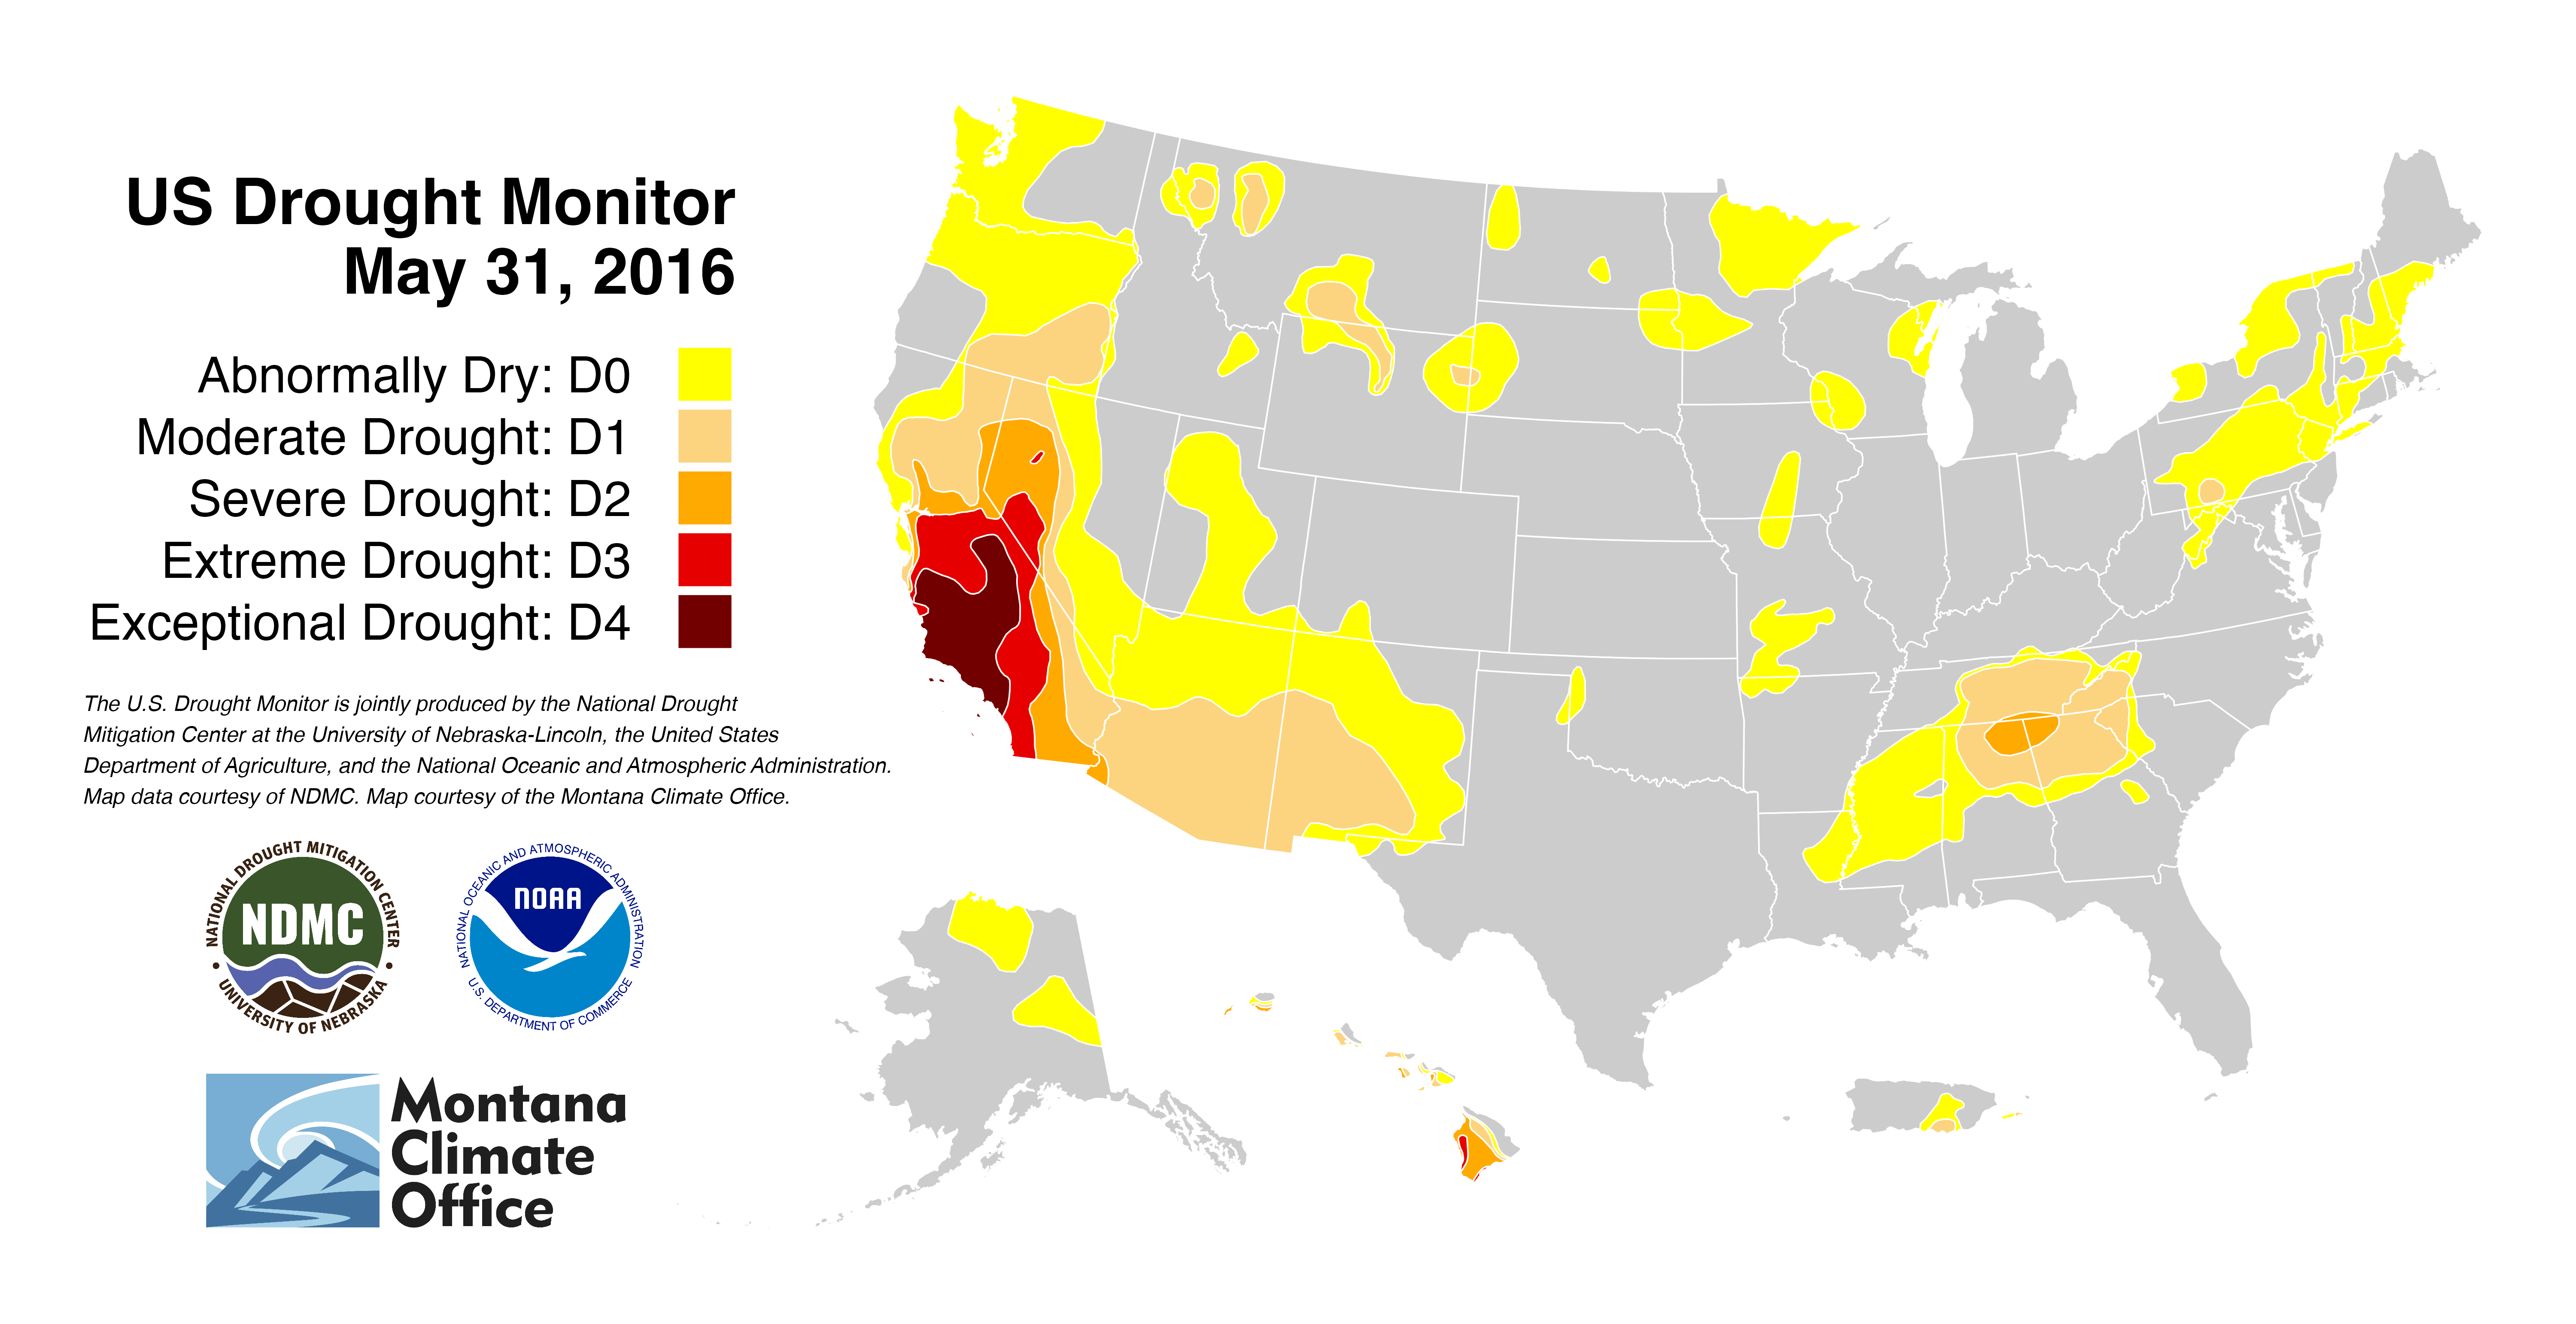 US Drought Monitor
May 31, 2016
Abnormally Dry: D0
Moderate Drought: D1
Severe Drought: D2
Extreme Drought: D3
Exceptional Drought: D4
The U.S. Drought Monitor is jointly produced by the National Drought
Mitigation Center at the University of Nebraska-Lincoln, the United States
Department of Agriculture, and the National Oceanic and Atmospheric Administration.
Map data courtesy of NDMC. Map courtesy of the Montana Climate Office.
NATIONAL DROUGHT MITIGATION CENTER
NDMC
• UNIVERSITY OF NEBRASKA •
NATIONAL OCEANIC AND ATMOSPHERIC ADMINISTRATION
NOAA
U.S. DEPARTMENT OF COMMERCE
Montana
Climate
Office